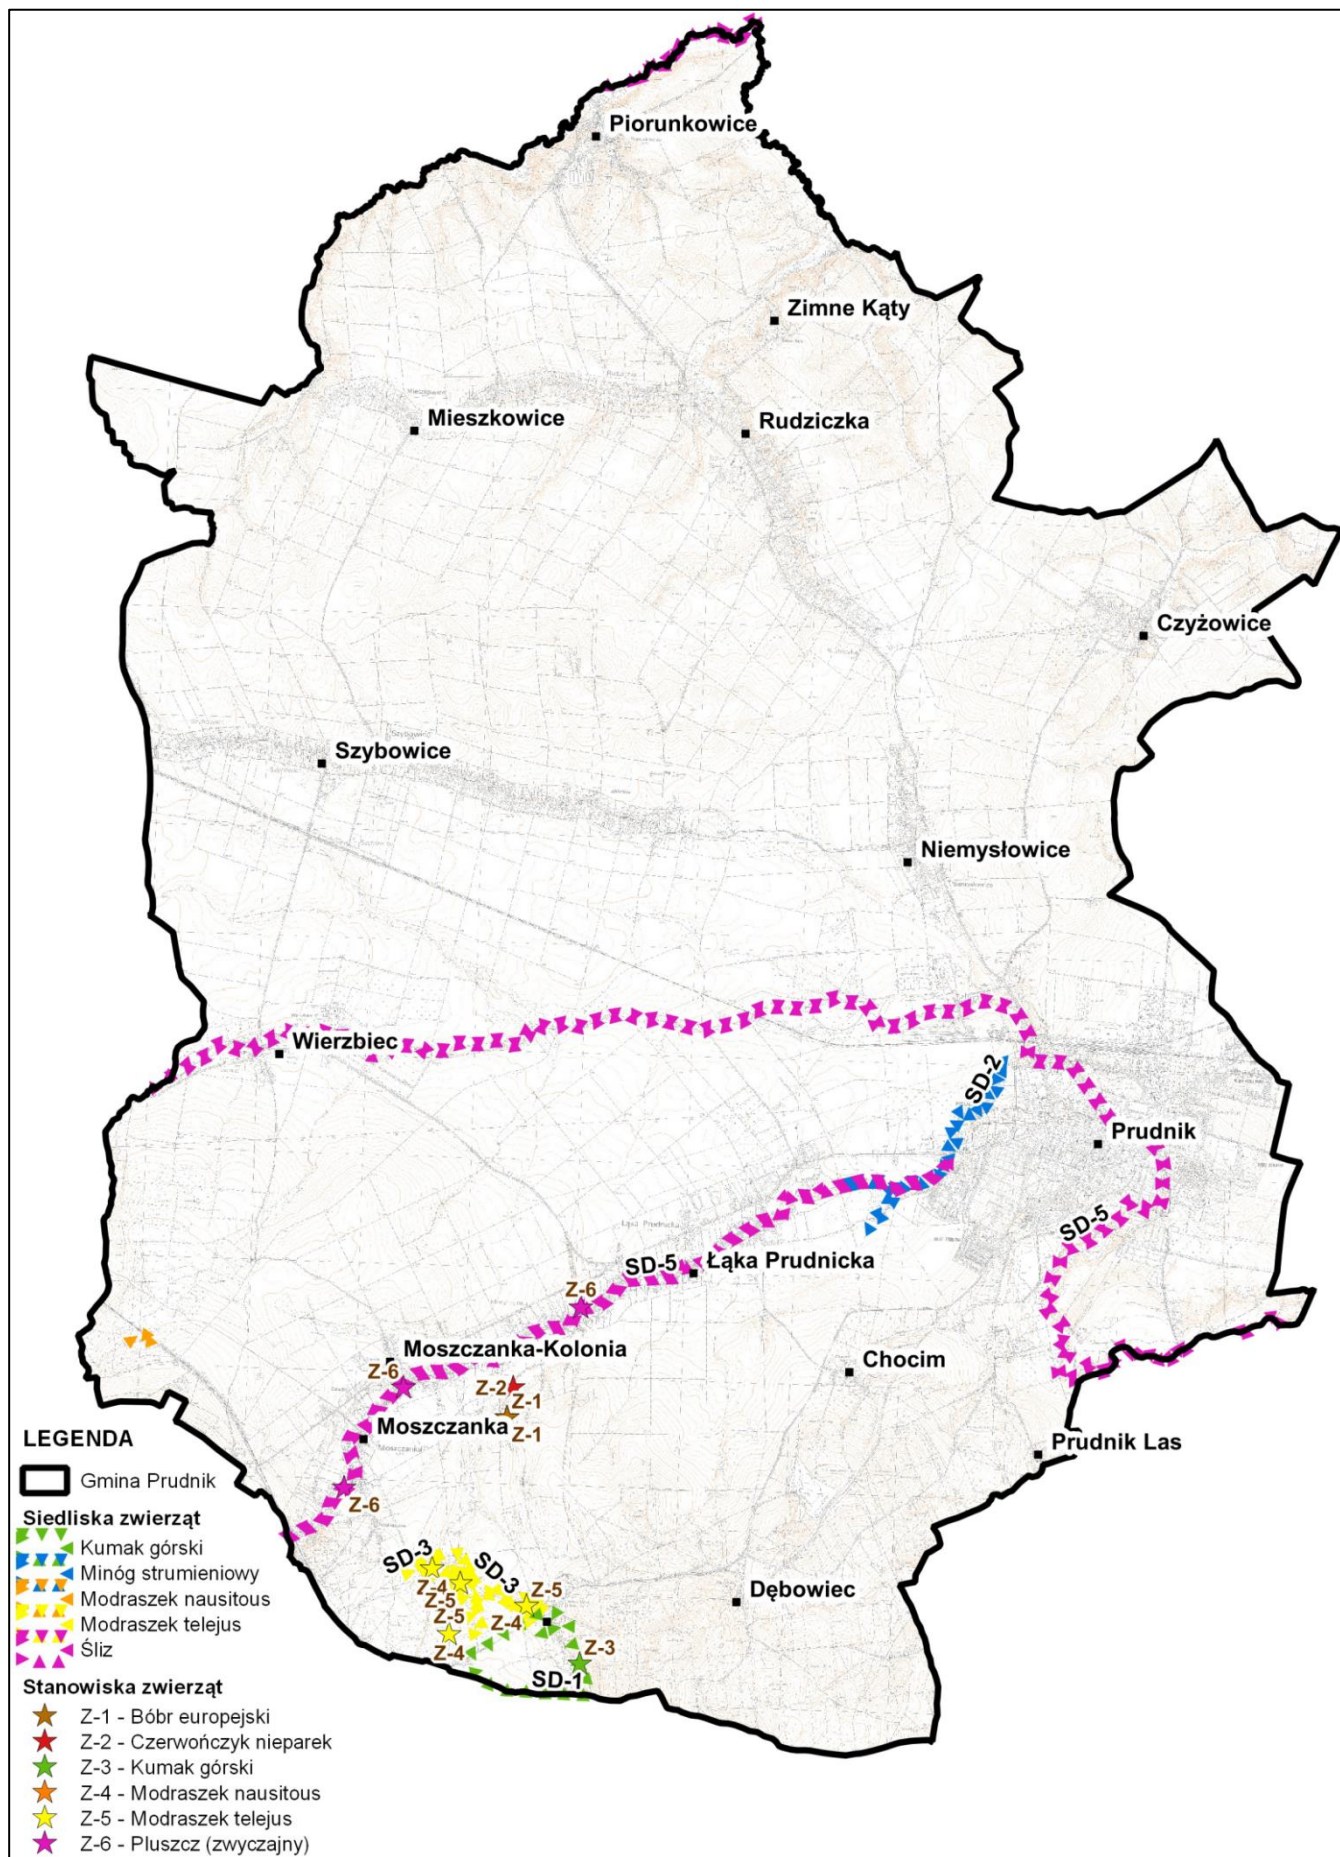 Piorunkowice
Zimne Kąty
Mieszkowice
Rudziczka
Czyżowice
Szybowice
Niemysłowice
Wierzbiec
SD-2
Prudnik
SD-5
SD-5
Łąka Prudnicka
Z-6
Moszczanka-Kolonia
Chocim
Z-6
Z-2
Z-1
Z-1
Moszczanka
Prudnik Las
Z-6
SD-3
SD-3
Z-4
Z-5
Z-5
Z-5
Z-4
Z-4
Dębowiec
Z-3
SD-1
LEGENDA
Gmina Prudnik
Siedliska zwierząt
Kumak górski
Minóg strumieniowy
Modraszek nausitous
Modraszek telejus
Śliz
Stanowiska zwierząt
Z-1 - Bóbr europejski
Z-2 - Czerwończyk nieparek
Z-3 - Kumak górski
Z-4 - Modraszek nausitous
Z-5 - Modraszek telejus
Z-6 - Pluszcz (zwyczajny)